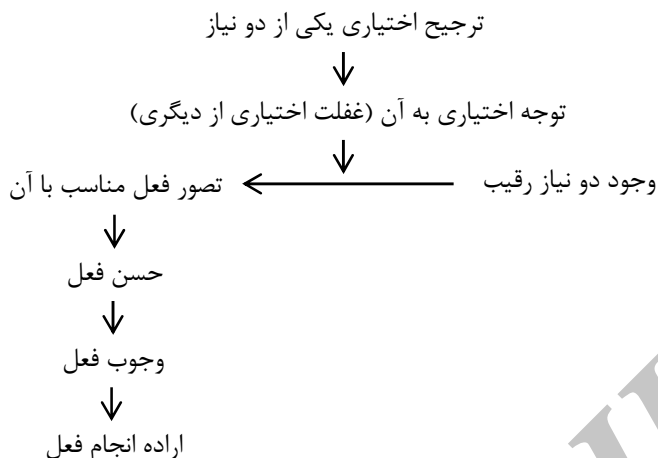 ترجیح اختیاری یکی از دو نیاز
توجه اختیاری به آن (غفلت اختیاری از دیگری)
وجود دو نیاز رقیب
تصور فعل مناسب با آن
حسن فعل
وجوب فعل
اراده انجام فعل